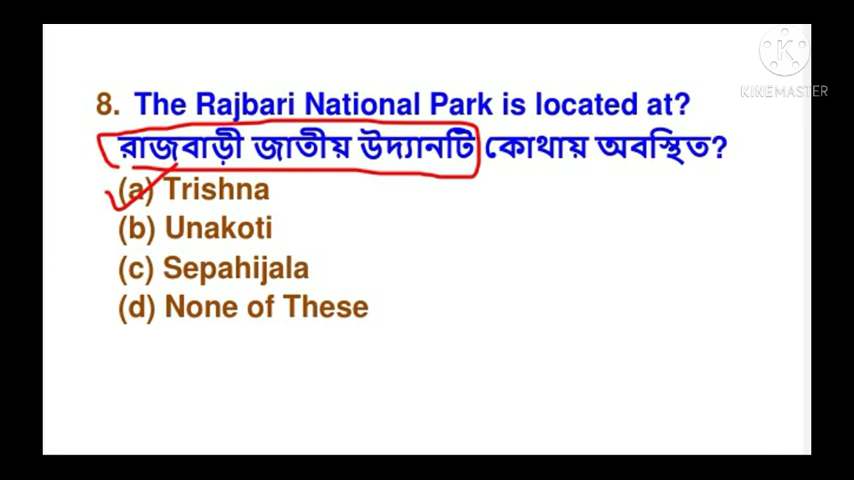 KINEMASTER
8. The Rajbari National Park is located at?
রাজবাড়ী জাতীয় উদ্যানটি কোথায় অবস্থিত?
(a) Trishna
(b) Unakoti
(c) Sepahijala
(d) None of These